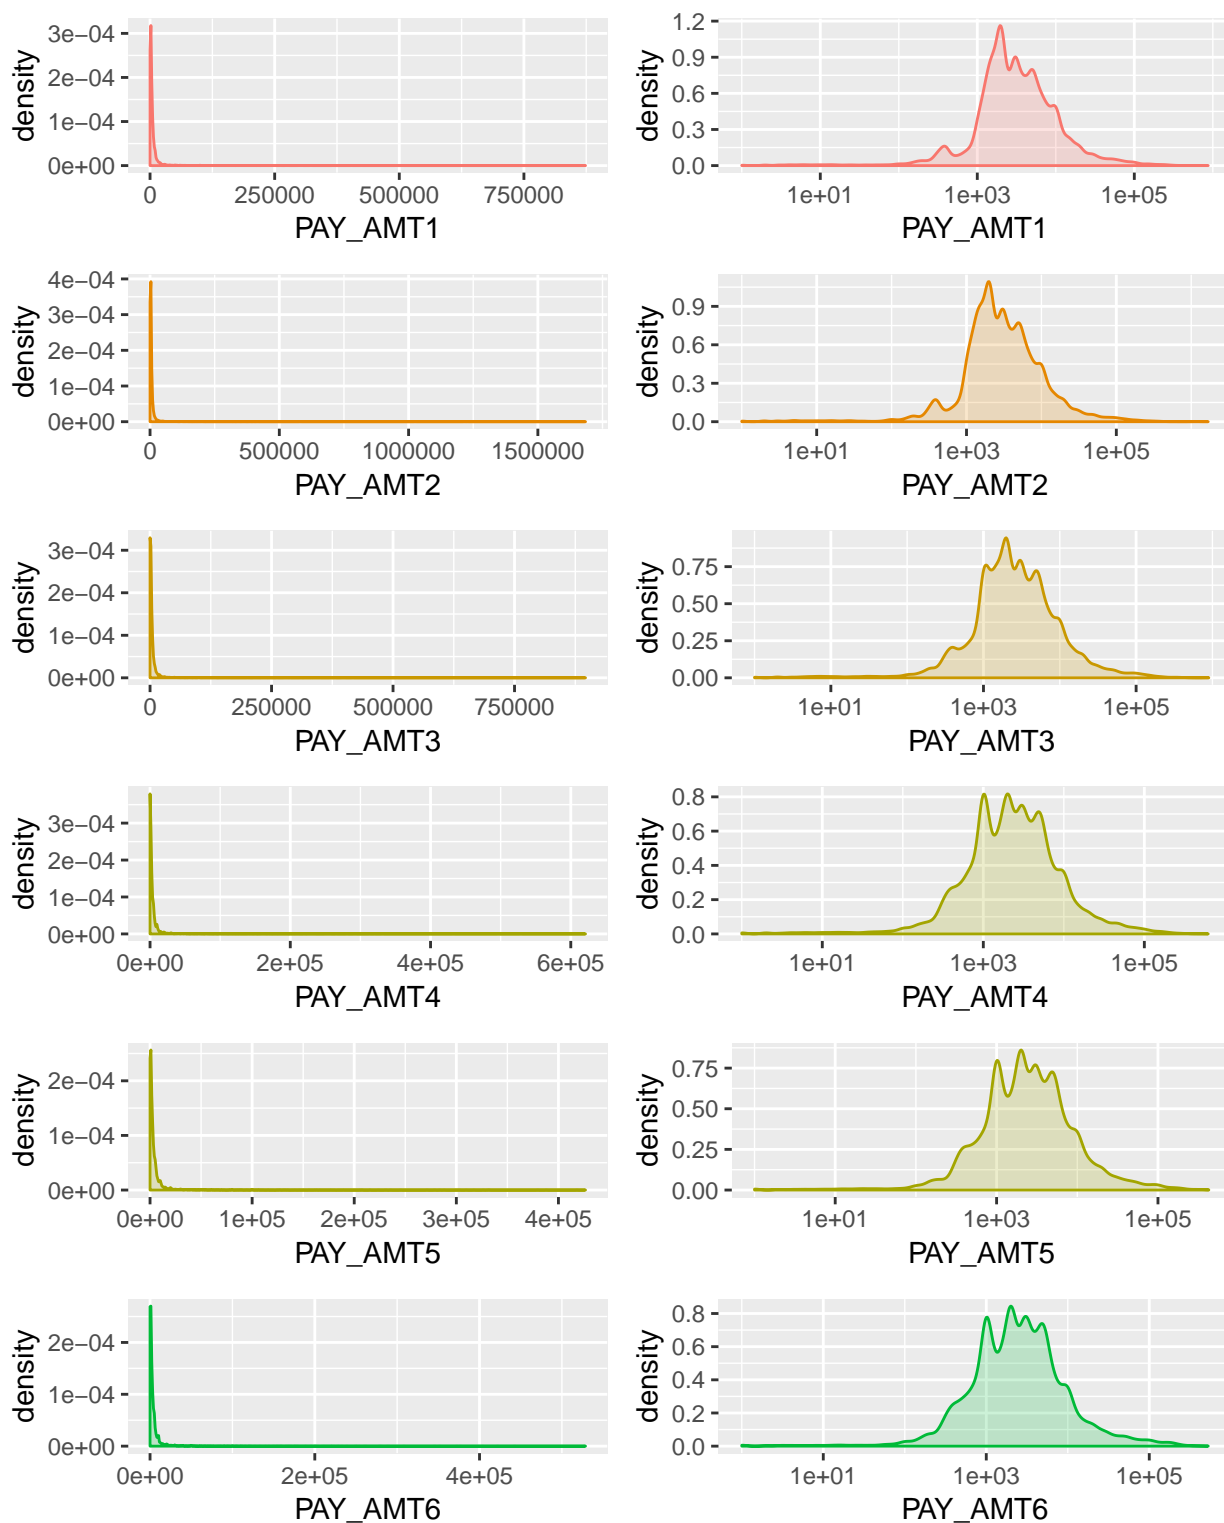 density
3e−04
2e−04
1e−04
0e+00
0 250000 500000 750000
PAY_AMT1
density
1.2
0.9
0.6
0.3
0.0
1e+01 1e+03 1e+05
PAY_AMT1
density
4e−04
3e−04
2e−04
1e−04
0e+00
0 500000 1000000 1500000
PAY_AMT2
density
0.9
0.6
0.3
0.0
1e+01 1e+03 1e+05
PAY_AMT2
density
3e−04
2e−04
1e−04
0e+00
0 250000 500000 750000
PAY_AMT3
density
0.75
0.50
0.25
0.00
1e+01 1e+03 1e+05
PAY_AMT3
density
3e−04
2e−04
1e−04
0e+00
0e+00 2e+05 4e+05 6e+05
PAY_AMT4
density
0.8
0.6
0.4
0.2
0.0
1e+01 1e+03 1e+05
PAY_AMT4
density
2e−04
1e−04
0e+00
0e+00 1e+05 2e+05 3e+05 4e+05
PAY_AMT5
density
0.75
0.50
0.25
0.00
1e+01 1e+03 1e+05
PAY_AMT5
density
2e−04
1e−04
0e+00
0e+00 2e+05 4e+05
PAY_AMT6
density
0.8
0.6
0.4
0.2
0.0
1e+01 1e+03 1e+05
PAY_AMT6